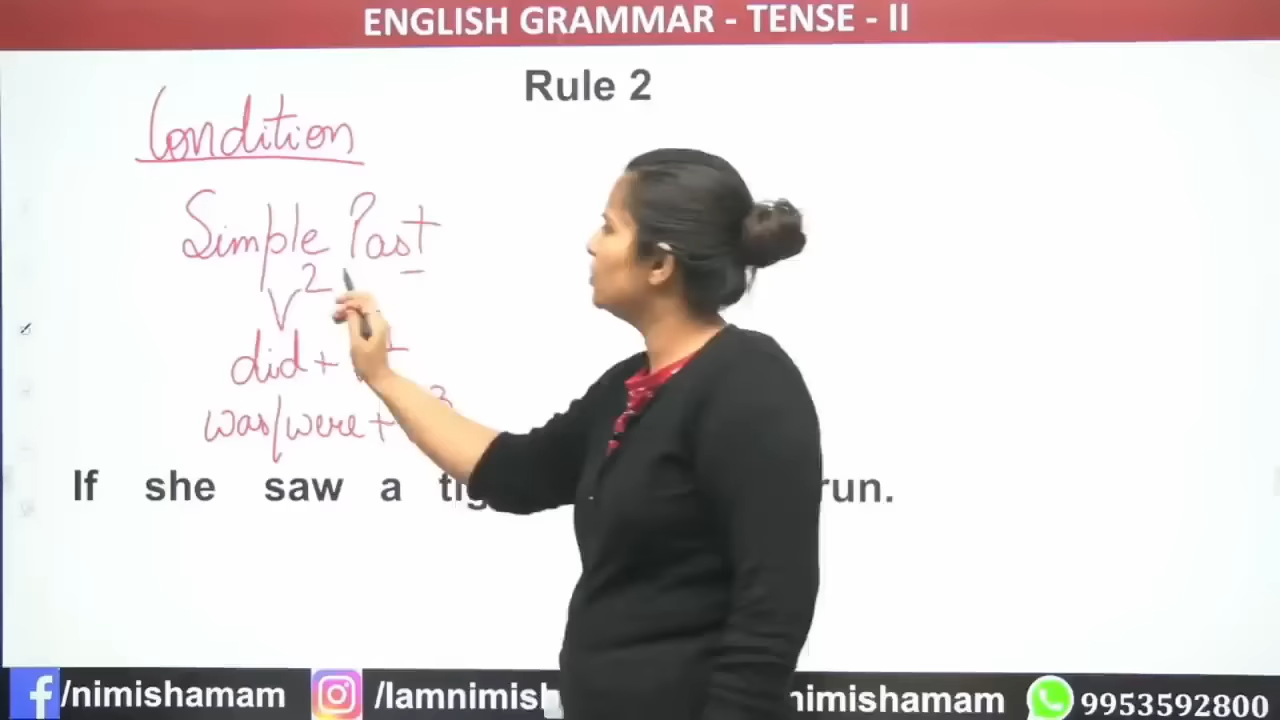 ENGLISH GRAMMAR - TENSE - II
Rule 2
Condition
Simple Past
V2
did +
was/were + 3
If she saw a run.
/nimishamam /Iamnimish nimishamam 9953592800